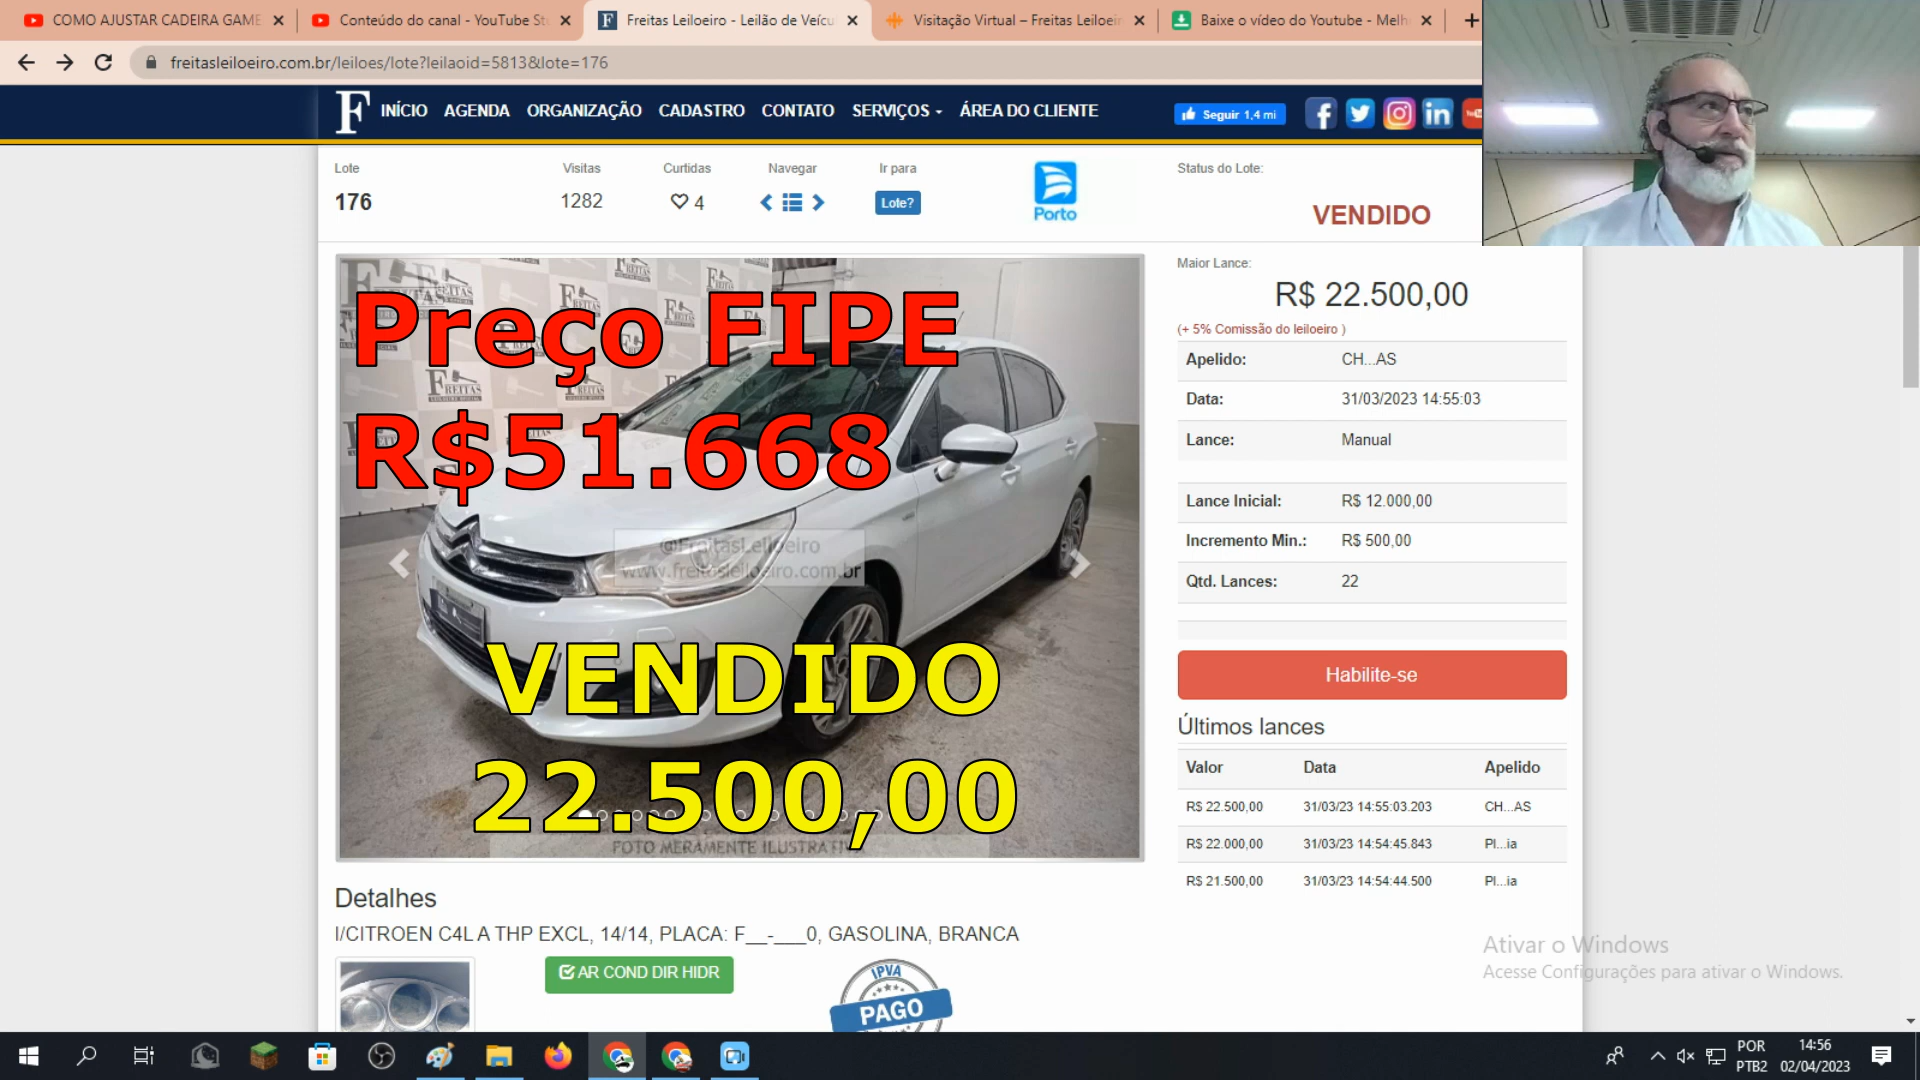 COMO AJUSTAR CADEIRA GAME
Conteúdo do canal - YouTube St
Freitas Leiloeiro - Leilão de Veícu
Visitação Virtual – Freitas Leiloeir
Baixe o vídeo do Youtube - Melh
freitasleiloeiro.com.br/leiloes/lote?leilaoid=5813&lote=176
F INÍCIO AGENDA ORGANIZAÇÃO CADASTRO CONTATO SERVIÇOS ÁREA DO CLIENTE
Seguir 1,4 mi
Lote Visitas Curtidas Navegar Ir para
176 1282 4 Lote?
Porto
Status do Lote:
VENDIDO
Preço FIPE
R$51.668
@FreitasLeiloeiro
www.freitasleiloeiro.com.br
VENDIDO
22.500,00
FOTO MERAMENTE ILUSTRATIVA
Maior Lance:
R$ 22.500,00
(+ 5% Comissão do leiloeiro )
Apelido: CH...AS
Data: 31/03/2023 14:55:03
Lance: Manual
Lance Inicial: R$ 12.000,00
Incremento Min.: R$ 500,00
Qtd. Lances: 22
Habilite-se
Últimos lances
Valor Data Apelido
R$ 22.500,00 31/03/23 14:55:03.203 CH...AS
R$ 22.000,00 31/03/23 14:54:45.843 PI...ia
R$ 21.500,00 31/03/23 14:54:44.500 PI...ia
Detalhes
I/CITROEN C4L A THP EXCL, 14/14, PLACA: F__-___0, GASOLINA, BRANCA
AR COND DIR HIDR
IPVA
PAGO
Ativar o Windows
Acesse Configurações para ativar o Windows.
POR
PTB2
14:56
02/04/2023